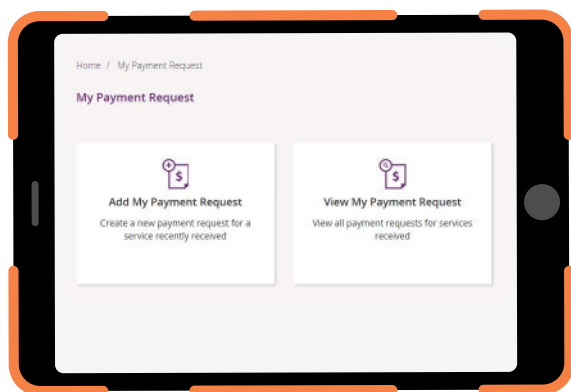 Home / My Payment Request
My Payment Request
Add My Payment Request
Create a new payment request for a
service recently received
View My Payment Request
View all payment requests for services
received